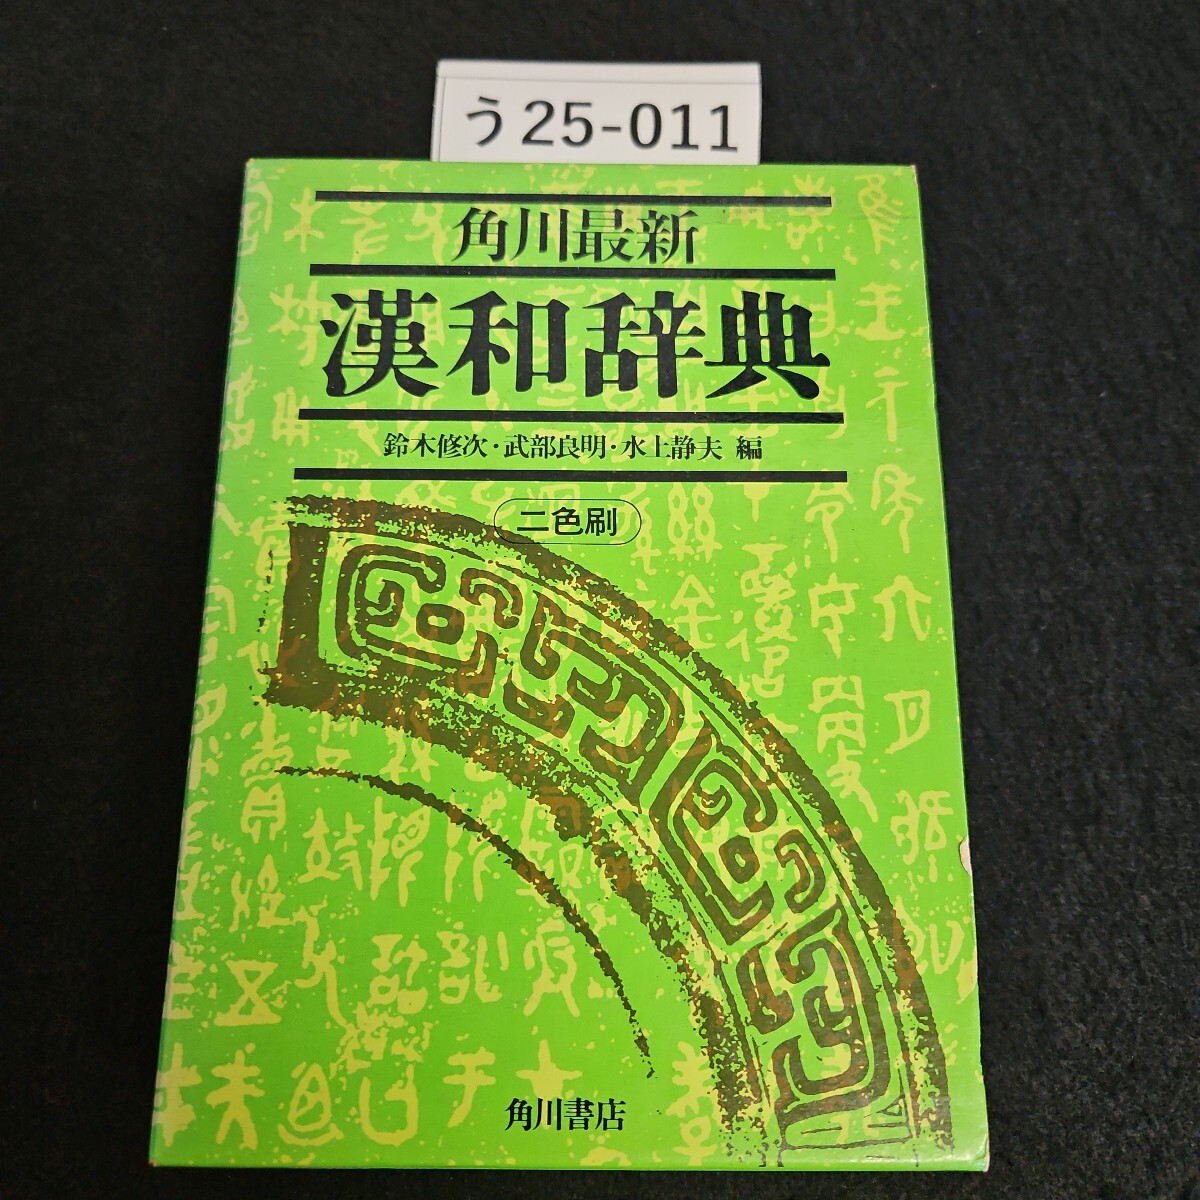 う25-011
角川最新
漢和辞典
鈴木修次・武部良明・水上静夫 編
二色刷
角川書店